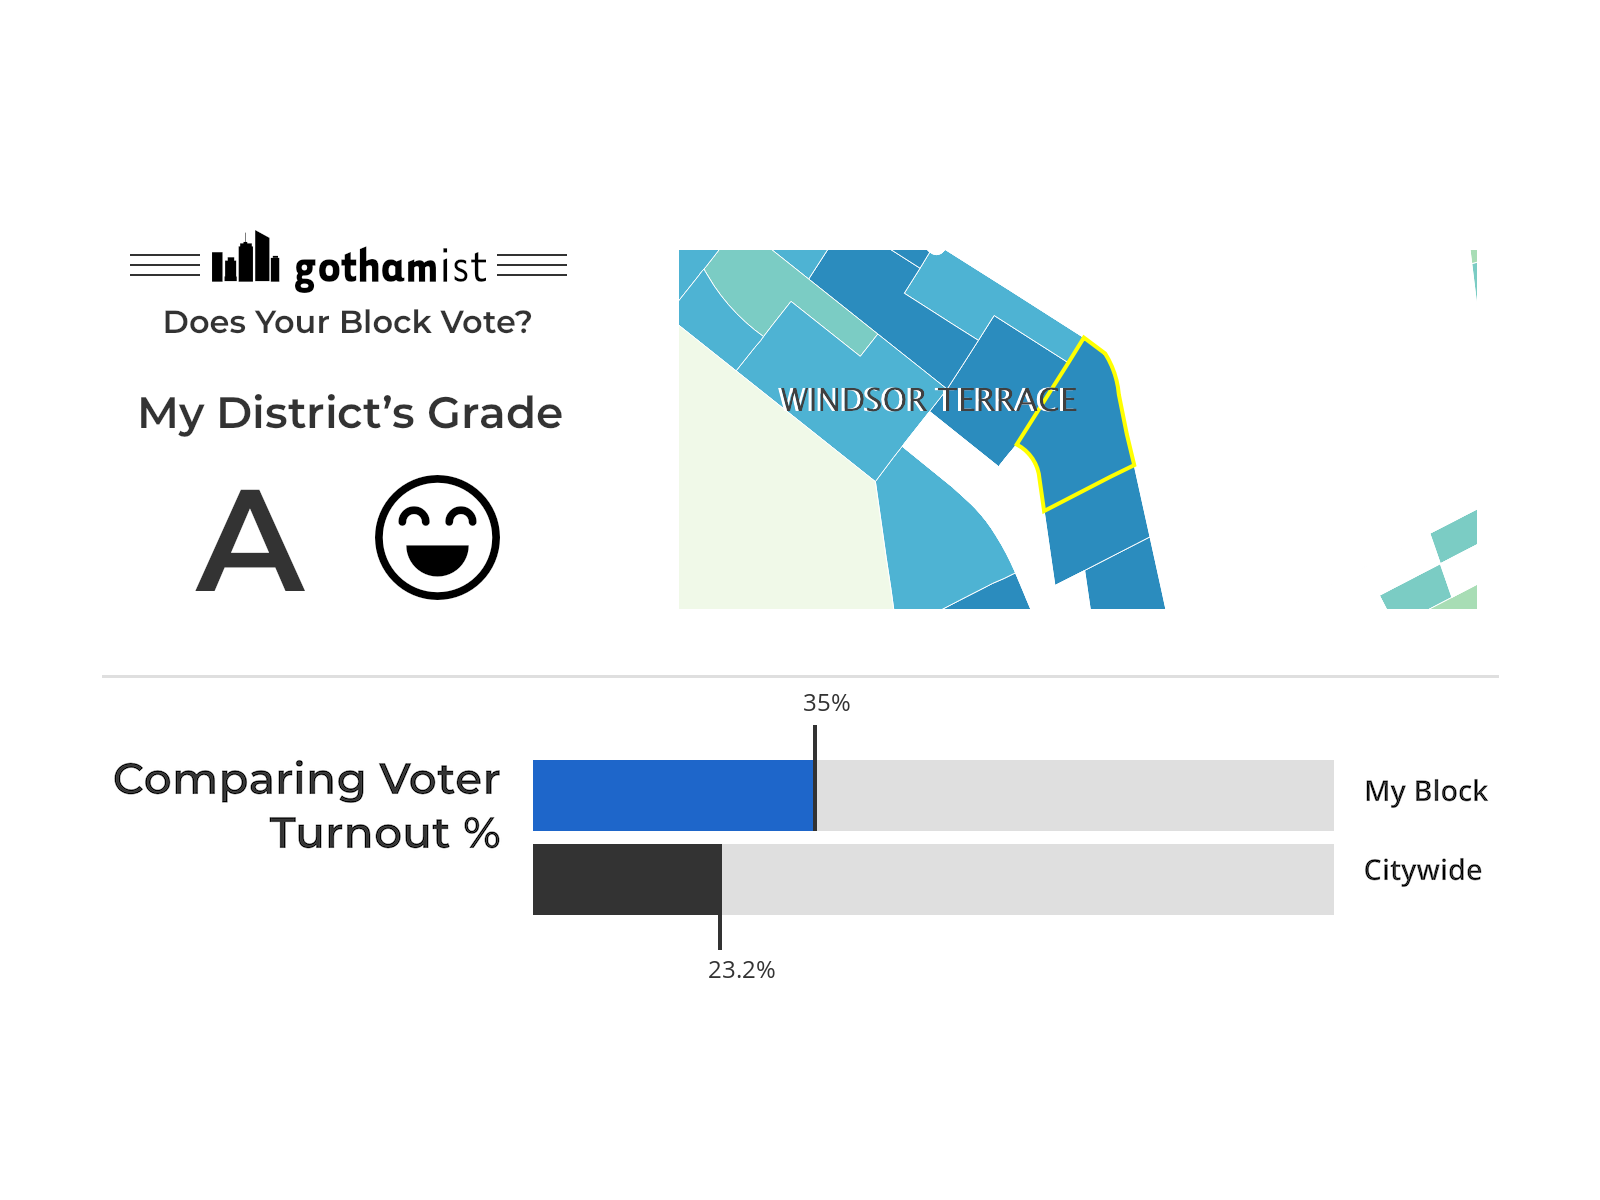 gothamist
Does Your Block Vote?
My District’s Grade
A
WINDSOR TERRACE
35%
Comparing Voter
Turnout %
My Block
Citywide
23.2%